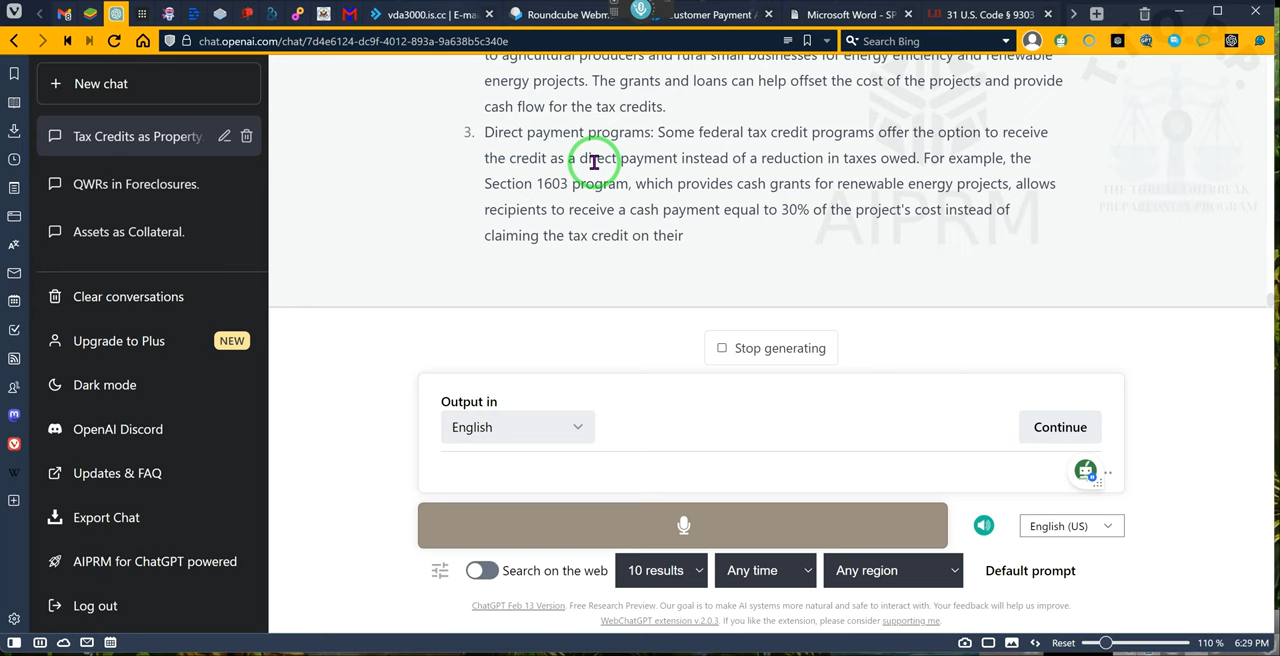 vda3000.is.cc | E-ma
Roundcube Webm
ustomer Payment A
Microsoft Word - SP
31 U.S. Code § 9303
chat.openai.com/chat/7d4e6124-dc9f-4012-893a-9a638b5c340e
Search Bing
New chat
Tax Credits as Property.
QWRs in Foreclosures.
Assets as Collateral.
Clear conversations
Upgrade to Plus
NEW
Dark mode
OpenAI Discord
Updates & FAQ
Export Chat
AIPRM for ChatGPT powered
Log out
to agricultural producers and rural small businesses for energy efficiency and renewable
energy projects. The grants and loans can help offset the cost of the projects and provide
cash flow for the tax credits.
3. Direct payment programs: Some federal tax credit programs offer the option to receive
the credit as a direct payment instead of a reduction in taxes owed. For example, the
Section 1603 program, which provides cash grants for renewable energy projects, allows
recipients to receive a cash payment equal to 30% of the project's cost instead of
claiming the tax credit on their
AIPRM
THE THREAT OUTBREAK
PREPAREDNESS PROGRAM
Stop generating
Output in
English
Continue
English (US)
Search on the web
10 results
Any time
Any region
Default prompt
ChatGPT Feb 13 Version. Free Research Preview. Our goal is to make AI systems more natural and safe to interact with. Your feedback will help us improve.
WebChatGPT extension v.2.0.3. If you like the extension, please consider supporting me.
Reset
110 %
6:29 PM